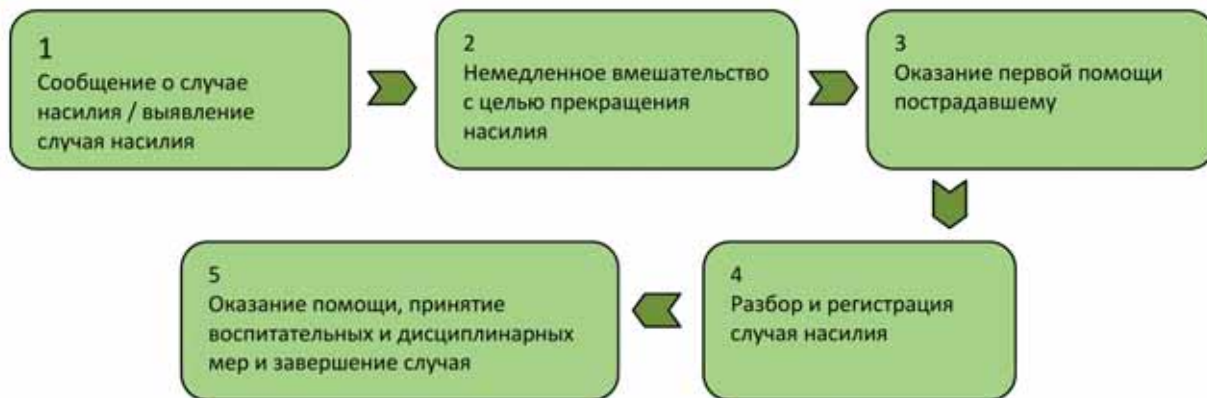 1
Сообщение о случае
насилия / выявление
случая насилия
2
Немедленное вмешательство
с целью прекращения
насилия
3
Оказание первой помощи
пострадавшему
4
Разбор и регистрация
случая насилия
5
Оказание помощи, принятие
воспитательных и дисциплинарных
мер и завершение случая